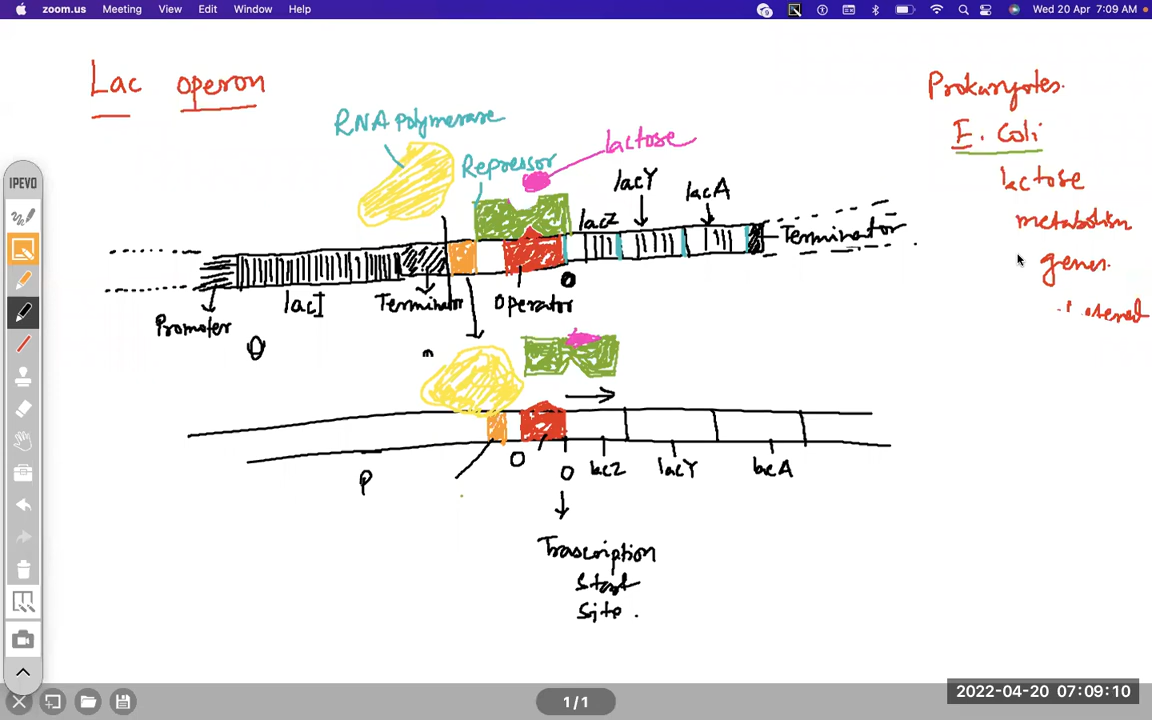 zoom.us Meeting View Edit Window Help
Wed 20 Apr 7:09 AM
Lac operon
Prokaryotes.
E. Coli
lactose
metabolism
genes.
RNA Polymerase
Repressor
lactose
lacY
lacA
lacZ
Terminator
Promoter
lacI
Terminator
Operator
O
IPEVO
P
O
O
lacZ
lacY
lacA
Trascription
Start
Site.
1/1
2022-04-20 07:09:10